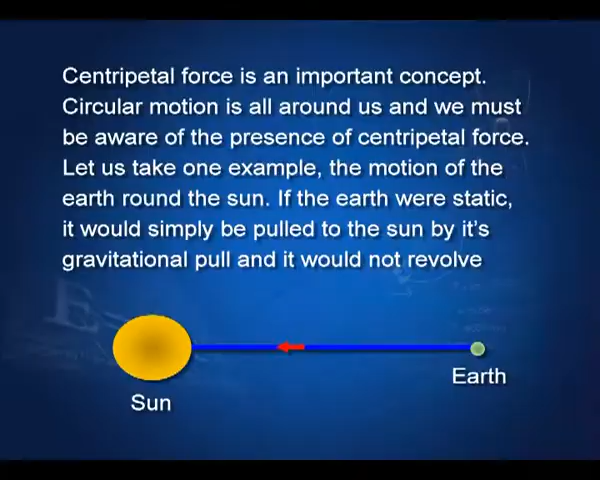 Centripetal force is an important concept.
Circular motion is all around us and we must
be aware of the presence of centripetal force.
Let us take one example, the motion of the
earth round the sun. If the earth were static,
it would simply be pulled to the sun by it's
gravitational pull and it would not revolve
Earth
Sun